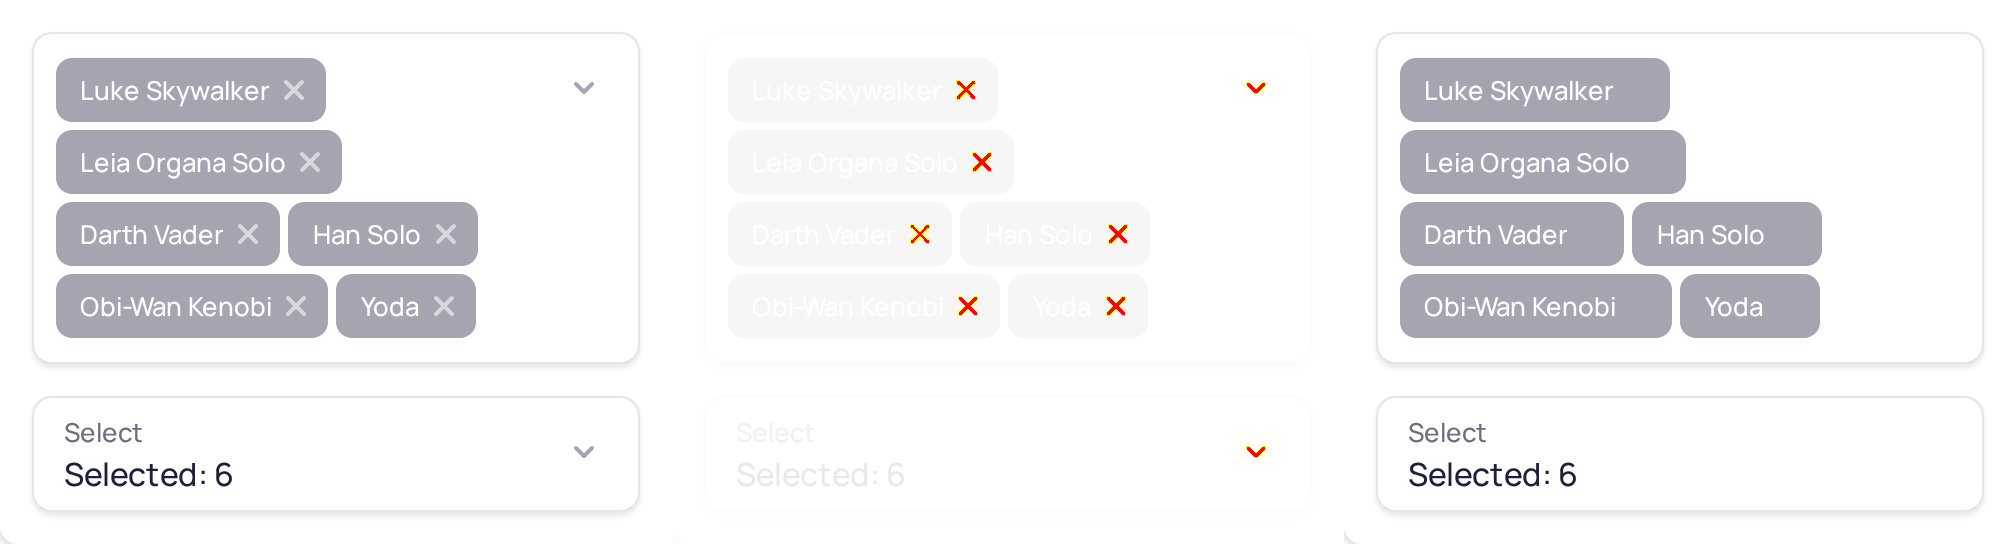 Luke Skywalker Luke Skywalker Luke Skywalker
Leia Organa Solo Leia Organa Solo Leia Organa Solo
Darth Vader Han Solo Darth Vader Han Solo Darth Vader Han Solo
Obi-Wan Kenobi Yoda Obi-Wan Kenobi Yoda Obi-Wan Kenobi Yoda
Select Select Select
Selected: 6 Selected: 6 Selected: 6